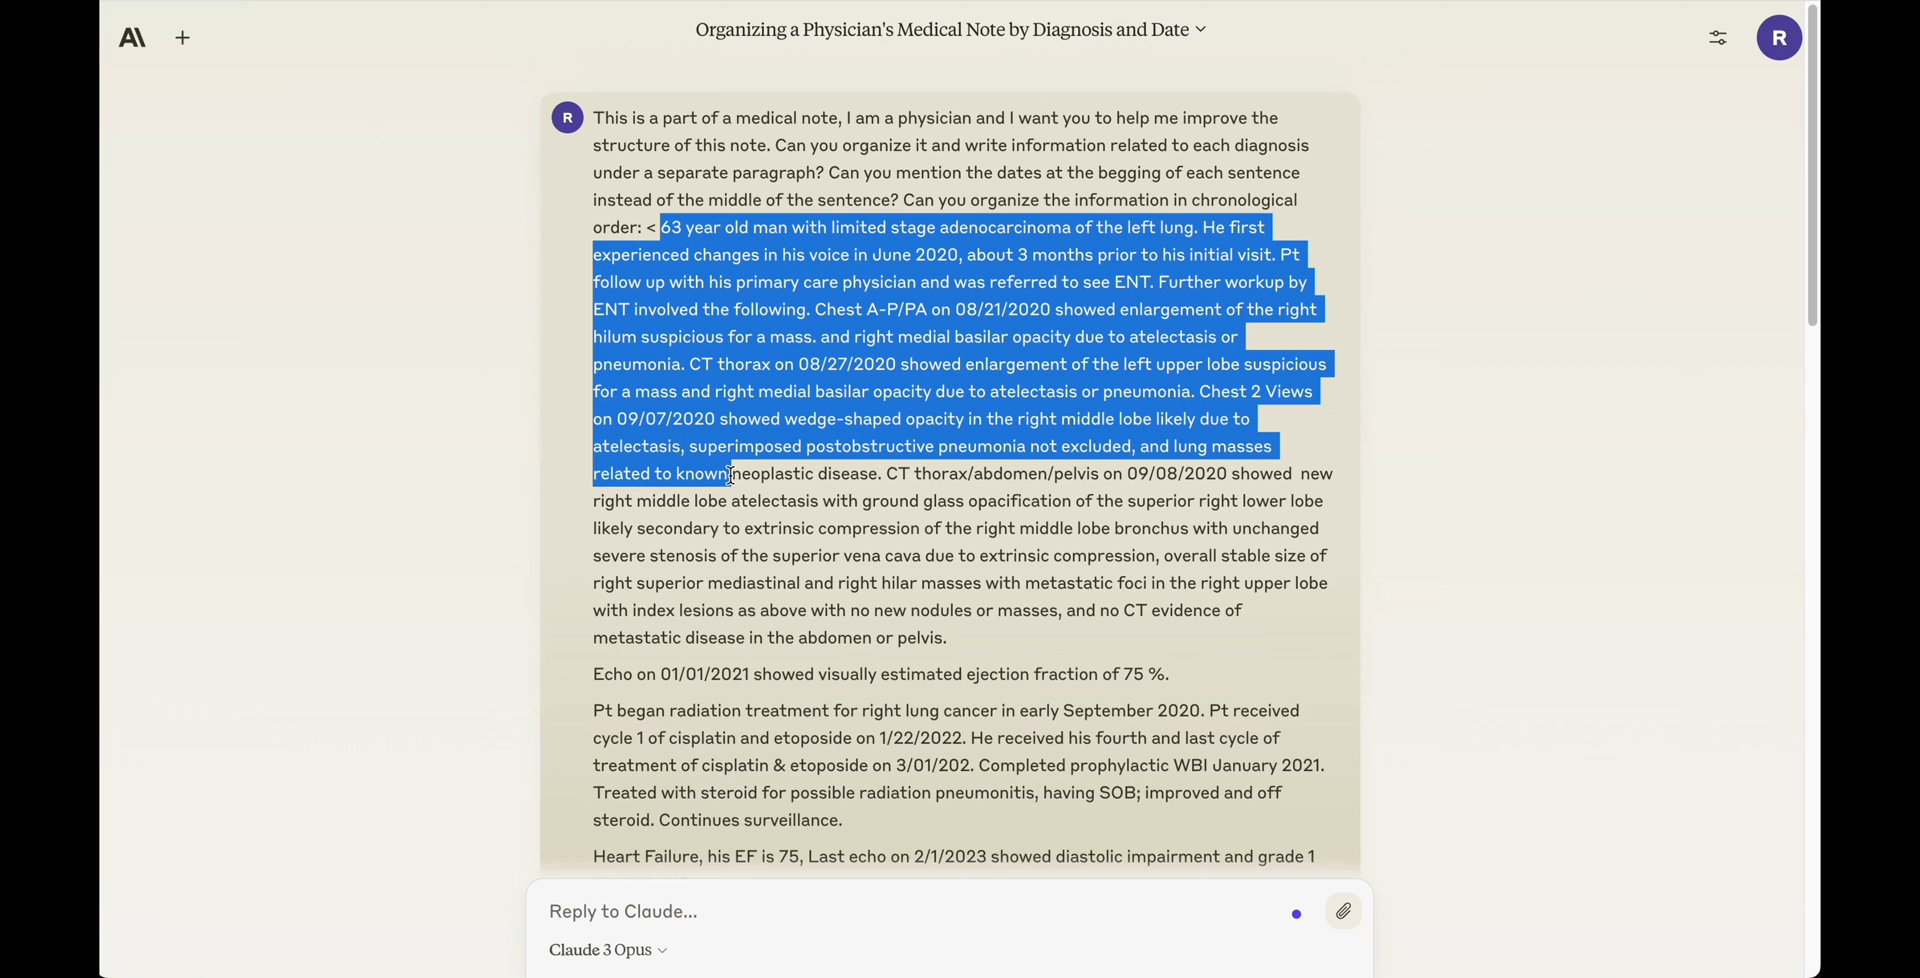 Organizing a Physician's Medical Note by Diagnosis and Date
R
R
This is a part of a medical note, I am a physician and I want you to help me improve the
structure of this note. Can you organize it and write information related to each diagnosis
under a separate paragraph? Can you mention the dates at the begging of each sentence
instead of the middle of the sentence? Can you organize the information in chronological
order: < 63 year old man with limited stage adenocarcinoma of the left lung. He first
experienced changes in his voice in June 2020, about 3 months prior to his initial visit. Pt
follow up with his primary care physician and was referred to see ENT. Further workup by
ENT involved the following. Chest A-P/PA on 08/21/2020 showed enlargement of the right
hilum suspicious for a mass. and right medial basilar opacity due to atelectasis or
pneumonia. CT thorax on 08/27/2020 showed enlargement of the left upper lobe suspicious
for a mass and right medial basilar opacity due to atelectasis or pneumonia. Chest 2 Views
on 09/07/2020 showed wedge-shaped opacity in the right middle lobe likely due to
atelectasis, superimposed postobstructive pneumonia not excluded, and lung masses
related to known neoplastic disease. CT thorax/abdomen/pelvis on 09/08/2020 showed new
right middle lobe atelectasis with ground glass opacification of the superior right lower lobe
likely secondary to extrinsic compression of the right middle lobe bronchus with unchanged
severe stenosis of the superior vena cava due to extrinsic compression, overall stable size of
right superior mediastinal and right hilar masses with metastatic foci in the right upper lobe
with index lesions as above with no new nodules or masses, and no CT evidence of
metastatic disease in the abdomen or pelvis.
Echo on 01/01/2021 showed visually estimated ejection fraction of 75 %.
Pt began radiation treatment for right lung cancer in early September 2020. Pt received
cycle 1 of cisplatin and etoposide on 1/22/2022. He received his fourth and last cycle of
treatment of cisplatin & etoposide on 3/01/202. Completed prophylactic WBI January 2021.
Treated with steroid for possible radiation pneumonitis, having SOB; improved and off
steroid. Continues surveillance.
Heart Failure, his EF is 75, Last echo on 2/1/2023 showed diastolic impairment and grade 1
Reply to Claude...
Claude 3 Opus